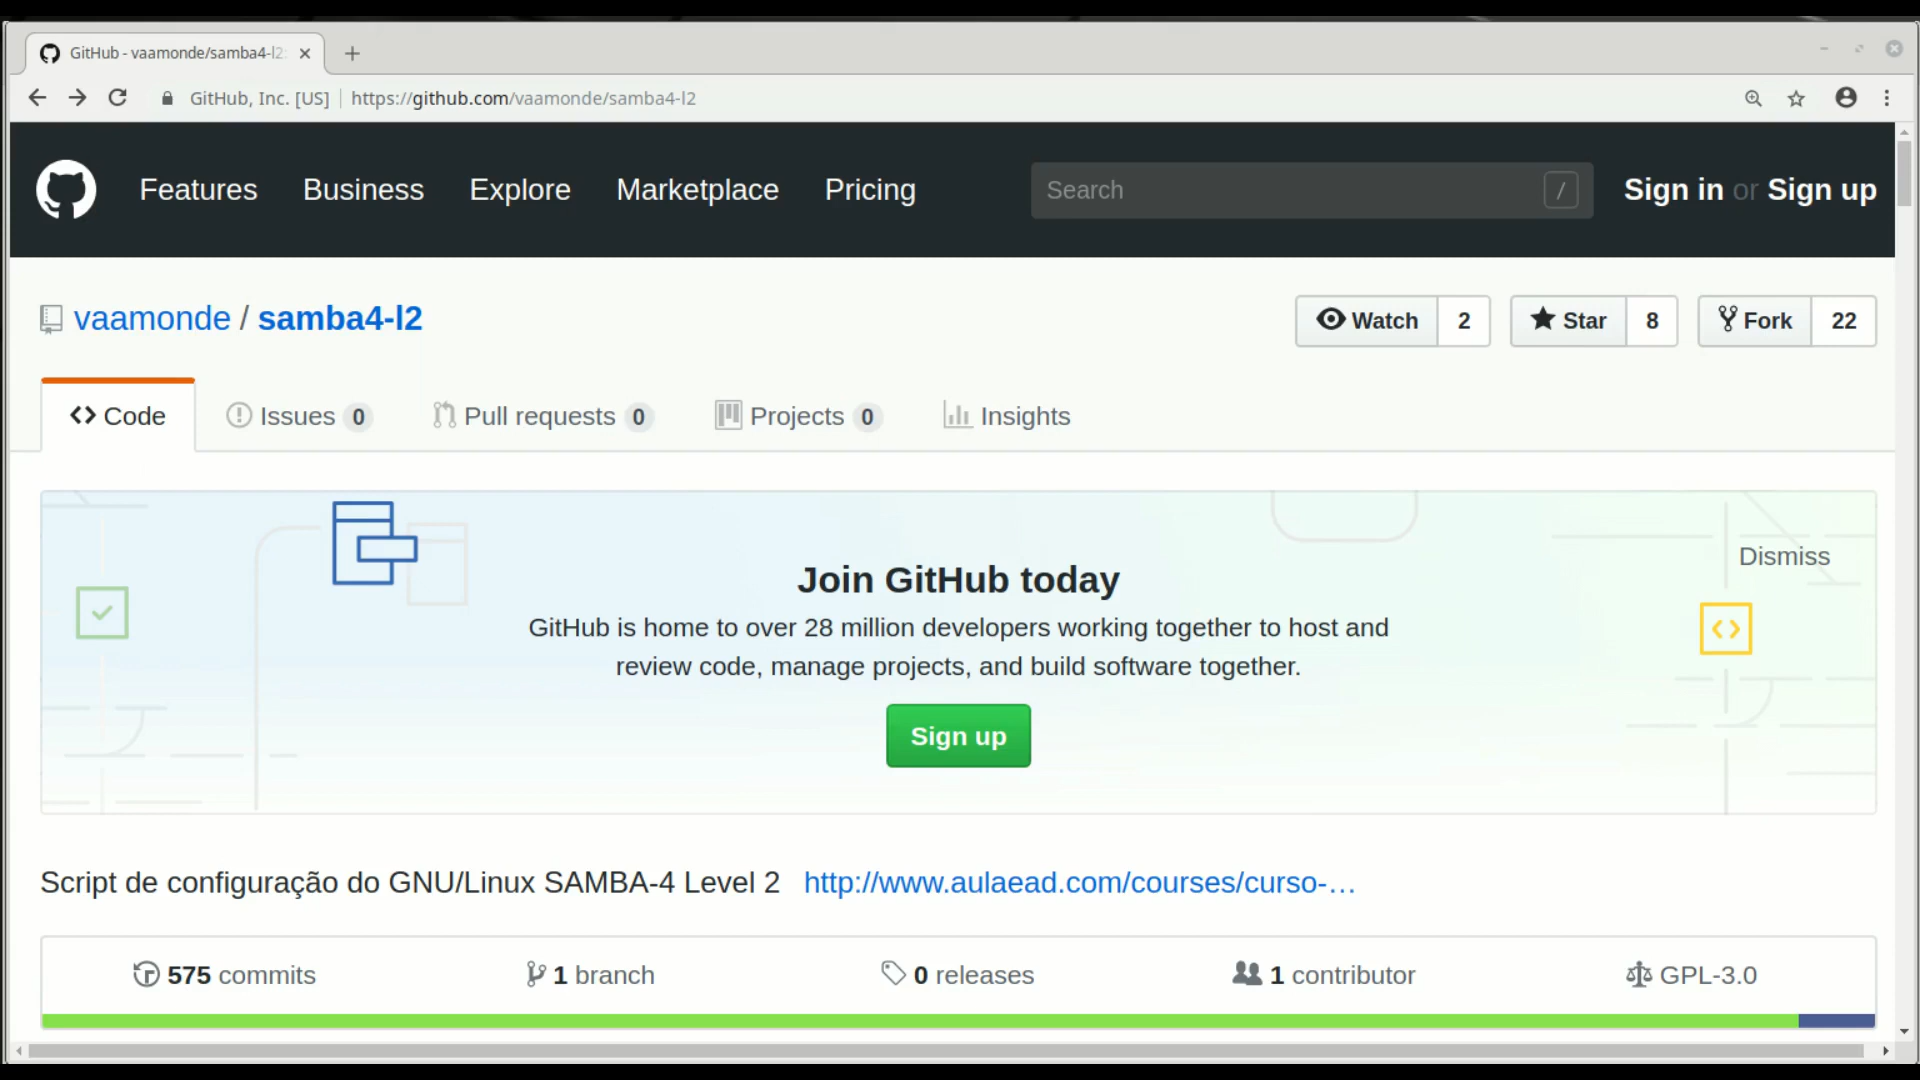 GitHub - vaamonde/samba4-l2:
GitHub, Inc. [US] https://github.com/vaamonde/samba4-l2
Features Business Explore Marketplace Pricing Search / Sign in or Sign up
vaamonde / samba4-l2 Watch 2 Star 8 Fork 22
Code Issues 0 Pull requests 0 Projects 0 Insights
Dismiss
Join GitHub today
GitHub is home to over 28 million developers working together to host and
review code, manage projects, and build software together.
Sign up
Script de configuração do GNU/Linux SAMBA-4 Level 2 http://www.aulaead.com/courses/curso-…
575 commits 1 branch 0 releases 1 contributor GPL-3.0